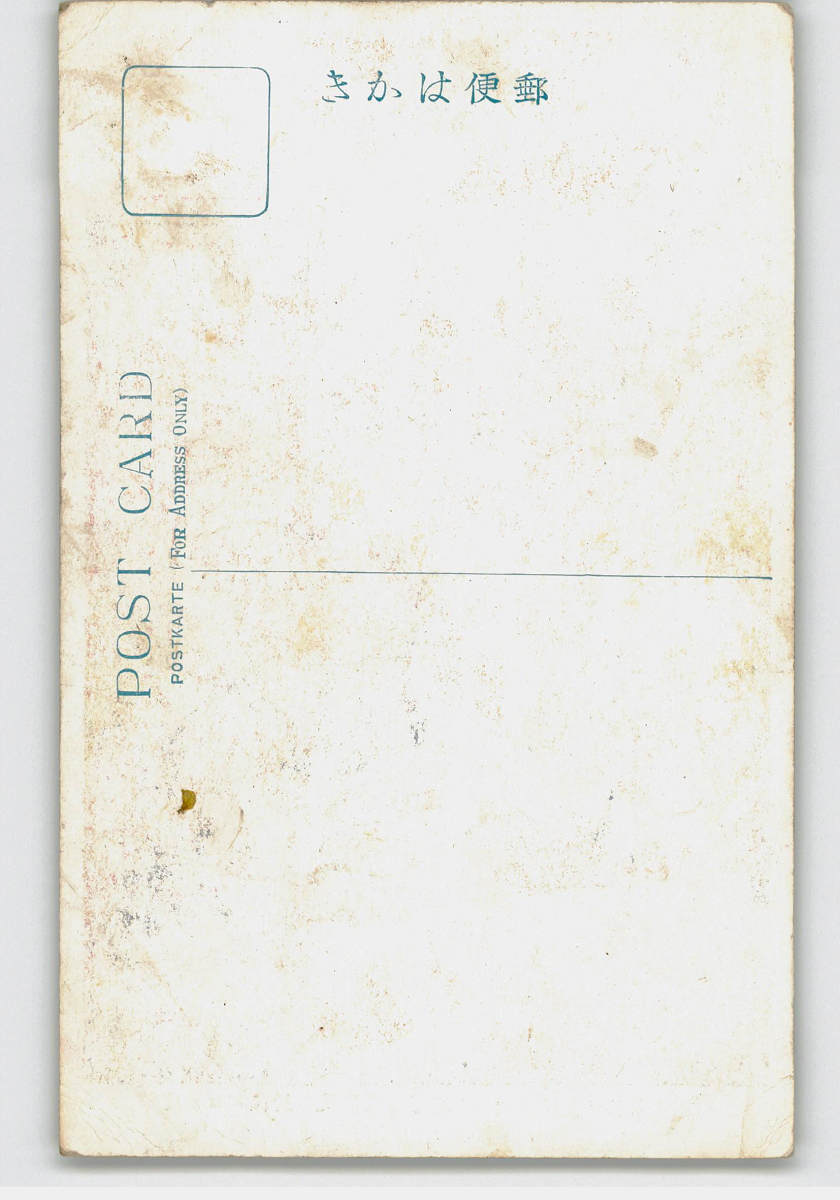 郵便はかき
POST CARD
POSTKARTE (FOR ADDRESS ONLY)